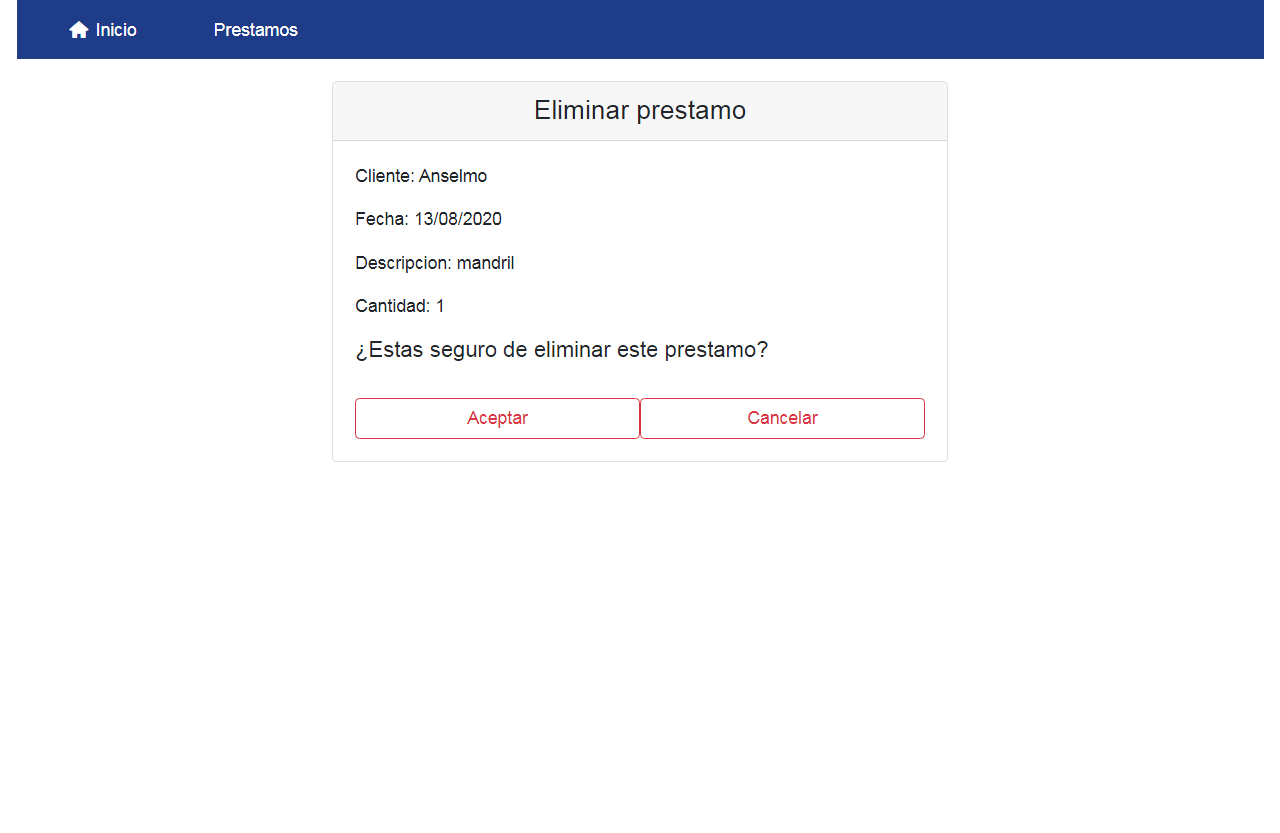 Inicio Prestamos
Eliminar prestamo
Cliente: Anselmo
Fecha: 13/08/2020
Descripcion: mandril
Cantidad: 1
¿Estas seguro de eliminar este prestamo?
Aceptar Cancelar